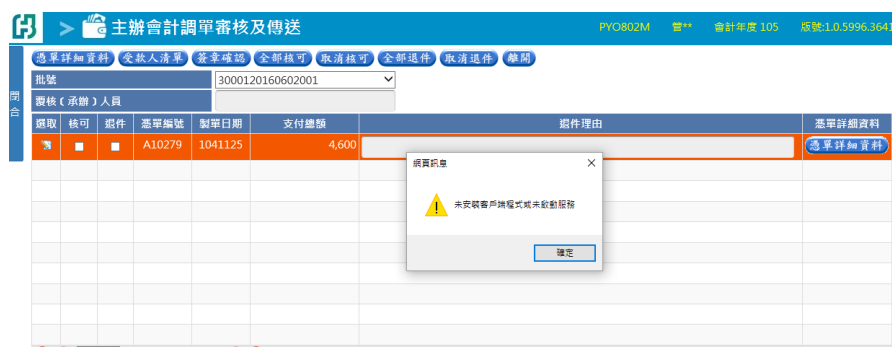 > 主辦會計調單審核及傳送 PYO802M 管** 會計年度 105 版號:1.0.5996.3641
憑單詳細資料 受款人清單 簽章確認 全部核可 取消核可 全部退件 取消退件 離開
閉合
批號 3000120160602001
覆核(承辦)人員
選取 核可 退件 憑單編號 製單日期 支付總額 退件理由 憑單詳細資料
A10279 1041125 4,600 憑單詳細資料
網頁訊息
未安裝客戶端程式或未啟動服務
確定